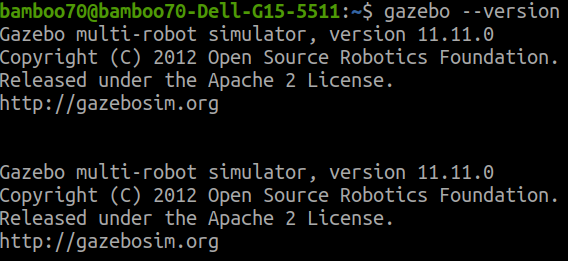 bamboo70@bamboo70-Dell-G15-5511:~$ gazebo --version
Gazebo multi-robot simulator, version 11.11.0
Copyright (C) 2012 Open Source Robotics Foundation.
Released under the Apache 2 License.
http://gazebosim.org
Gazebo multi-robot simulator, version 11.11.0
Copyright (C) 2012 Open Source Robotics Foundation.
Released under the Apache 2 License.
http://gazebosim.org